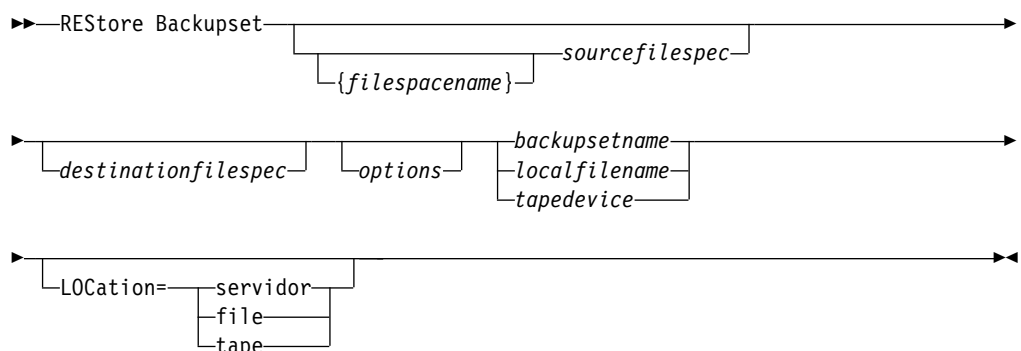 REStore Backupset
sourcefilespec
{filespacename}
destinationfilespec
options
backupsetname
localfilename
tapedevice
LOCation=
servidor
file
tape